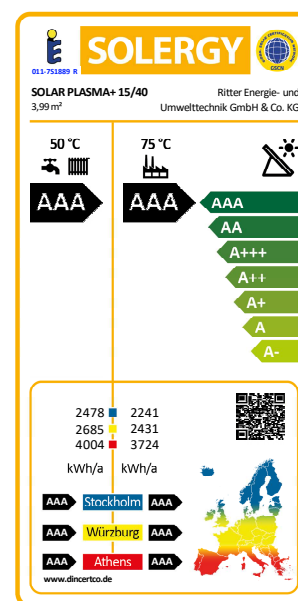 SOLERGY
011-7S1889 R
GSCN
SOLAR PLASMA+ 15/40
Ritter Energie- und
3,99 m²
Umwelttechnik GmbH & Co. KG
50 °C
75 °C
AAA
AAA
AAA
AA
A+++
A++
A+
A
A-
2478 2241
2685 2431
4004 3724
kWh/a kWh/a
AAA Stockholm AAA
AAA Würzburg AAA
AAA Athens AAA
www.dincertco.de